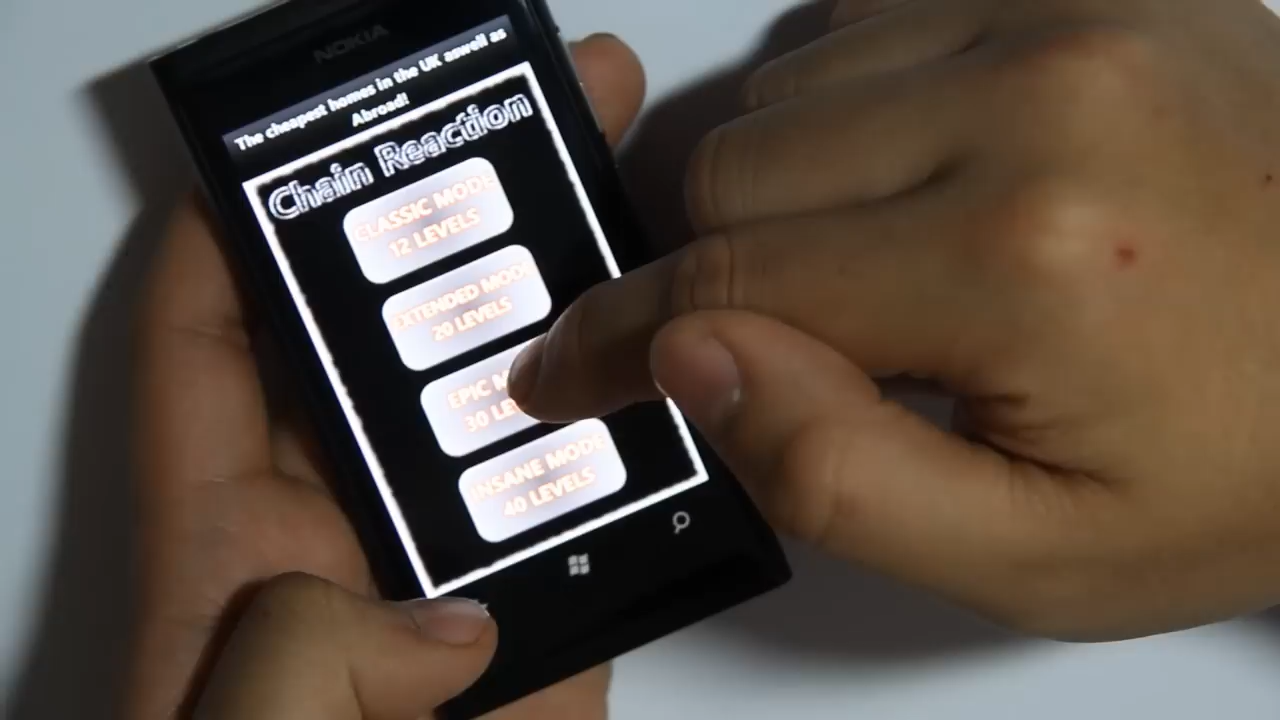 NOKIA
The cheapest homes in the UK aswell as
Abroad!
Chain Reaction
CLASSIC MODE
12 LEVELS
EXTENDED MODE
20 LEVELS
EPIC
30
INSANE MODE
40 LEVELS